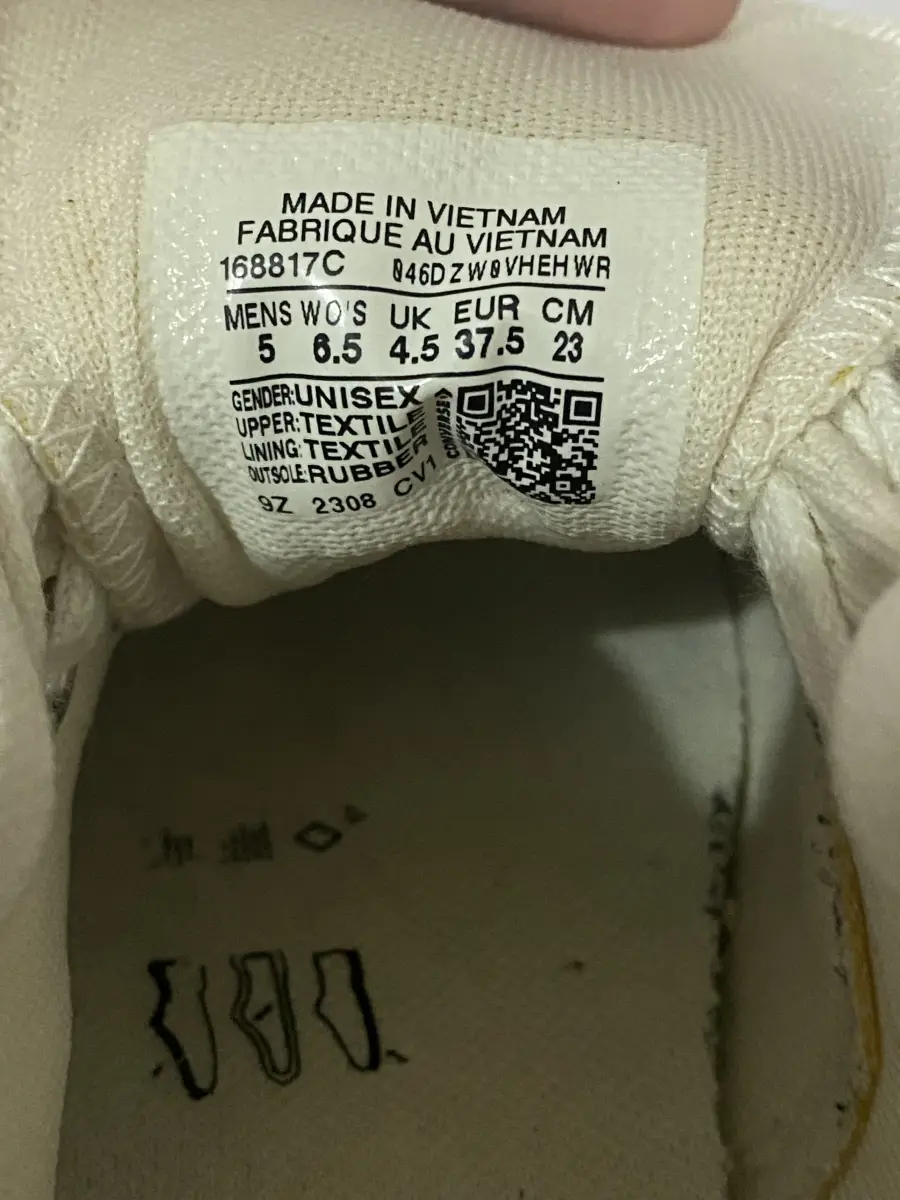 MADE IN VIETNAM
FABRIQUE AU VIETNAM
168817C 046DZW0VHEHWR
MENS WO'S UK EUR CM
5 6.5 4.5 37.5 23
GENDER:UNISEX
UPPER:TEXTILE
LINING:TEXTILE
OUTSOLE:RUBBER
9Z 2308 CV1
CONVERSE